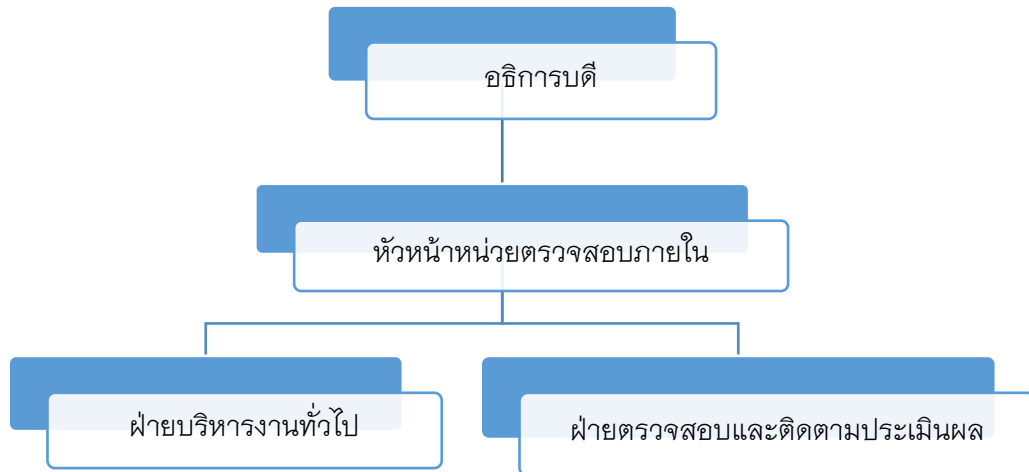 อธิการบดี
หัวหน้าหน่วยตรวจสอบภายใน
ฝ่ายบริหารงานทั่วไป
ฝ่ายตรวจสอบและติดตามประเมินผล